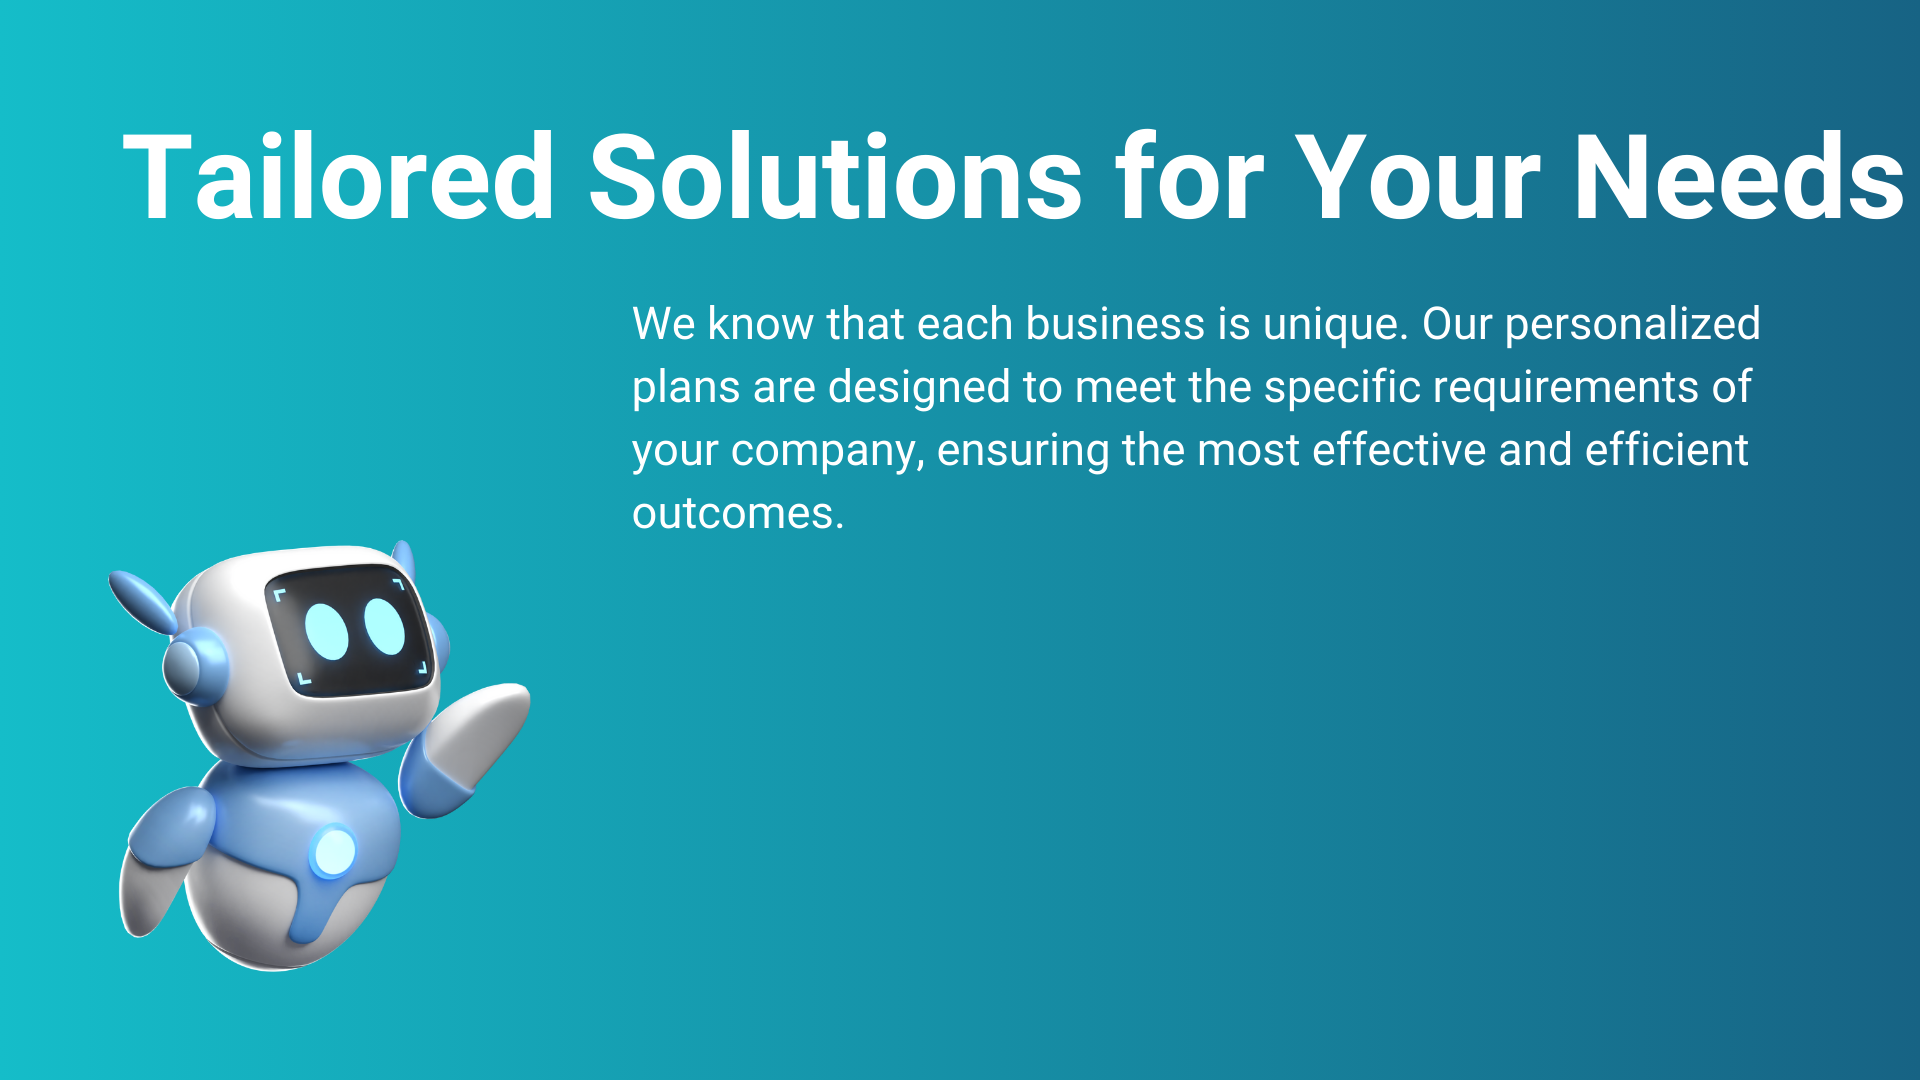 Tailored Solutions for Your Needs
We know that each business is unique. Our personalized
plans are designed to meet the specific requirements of
your company, ensuring the most effective and efficient
outcomes.